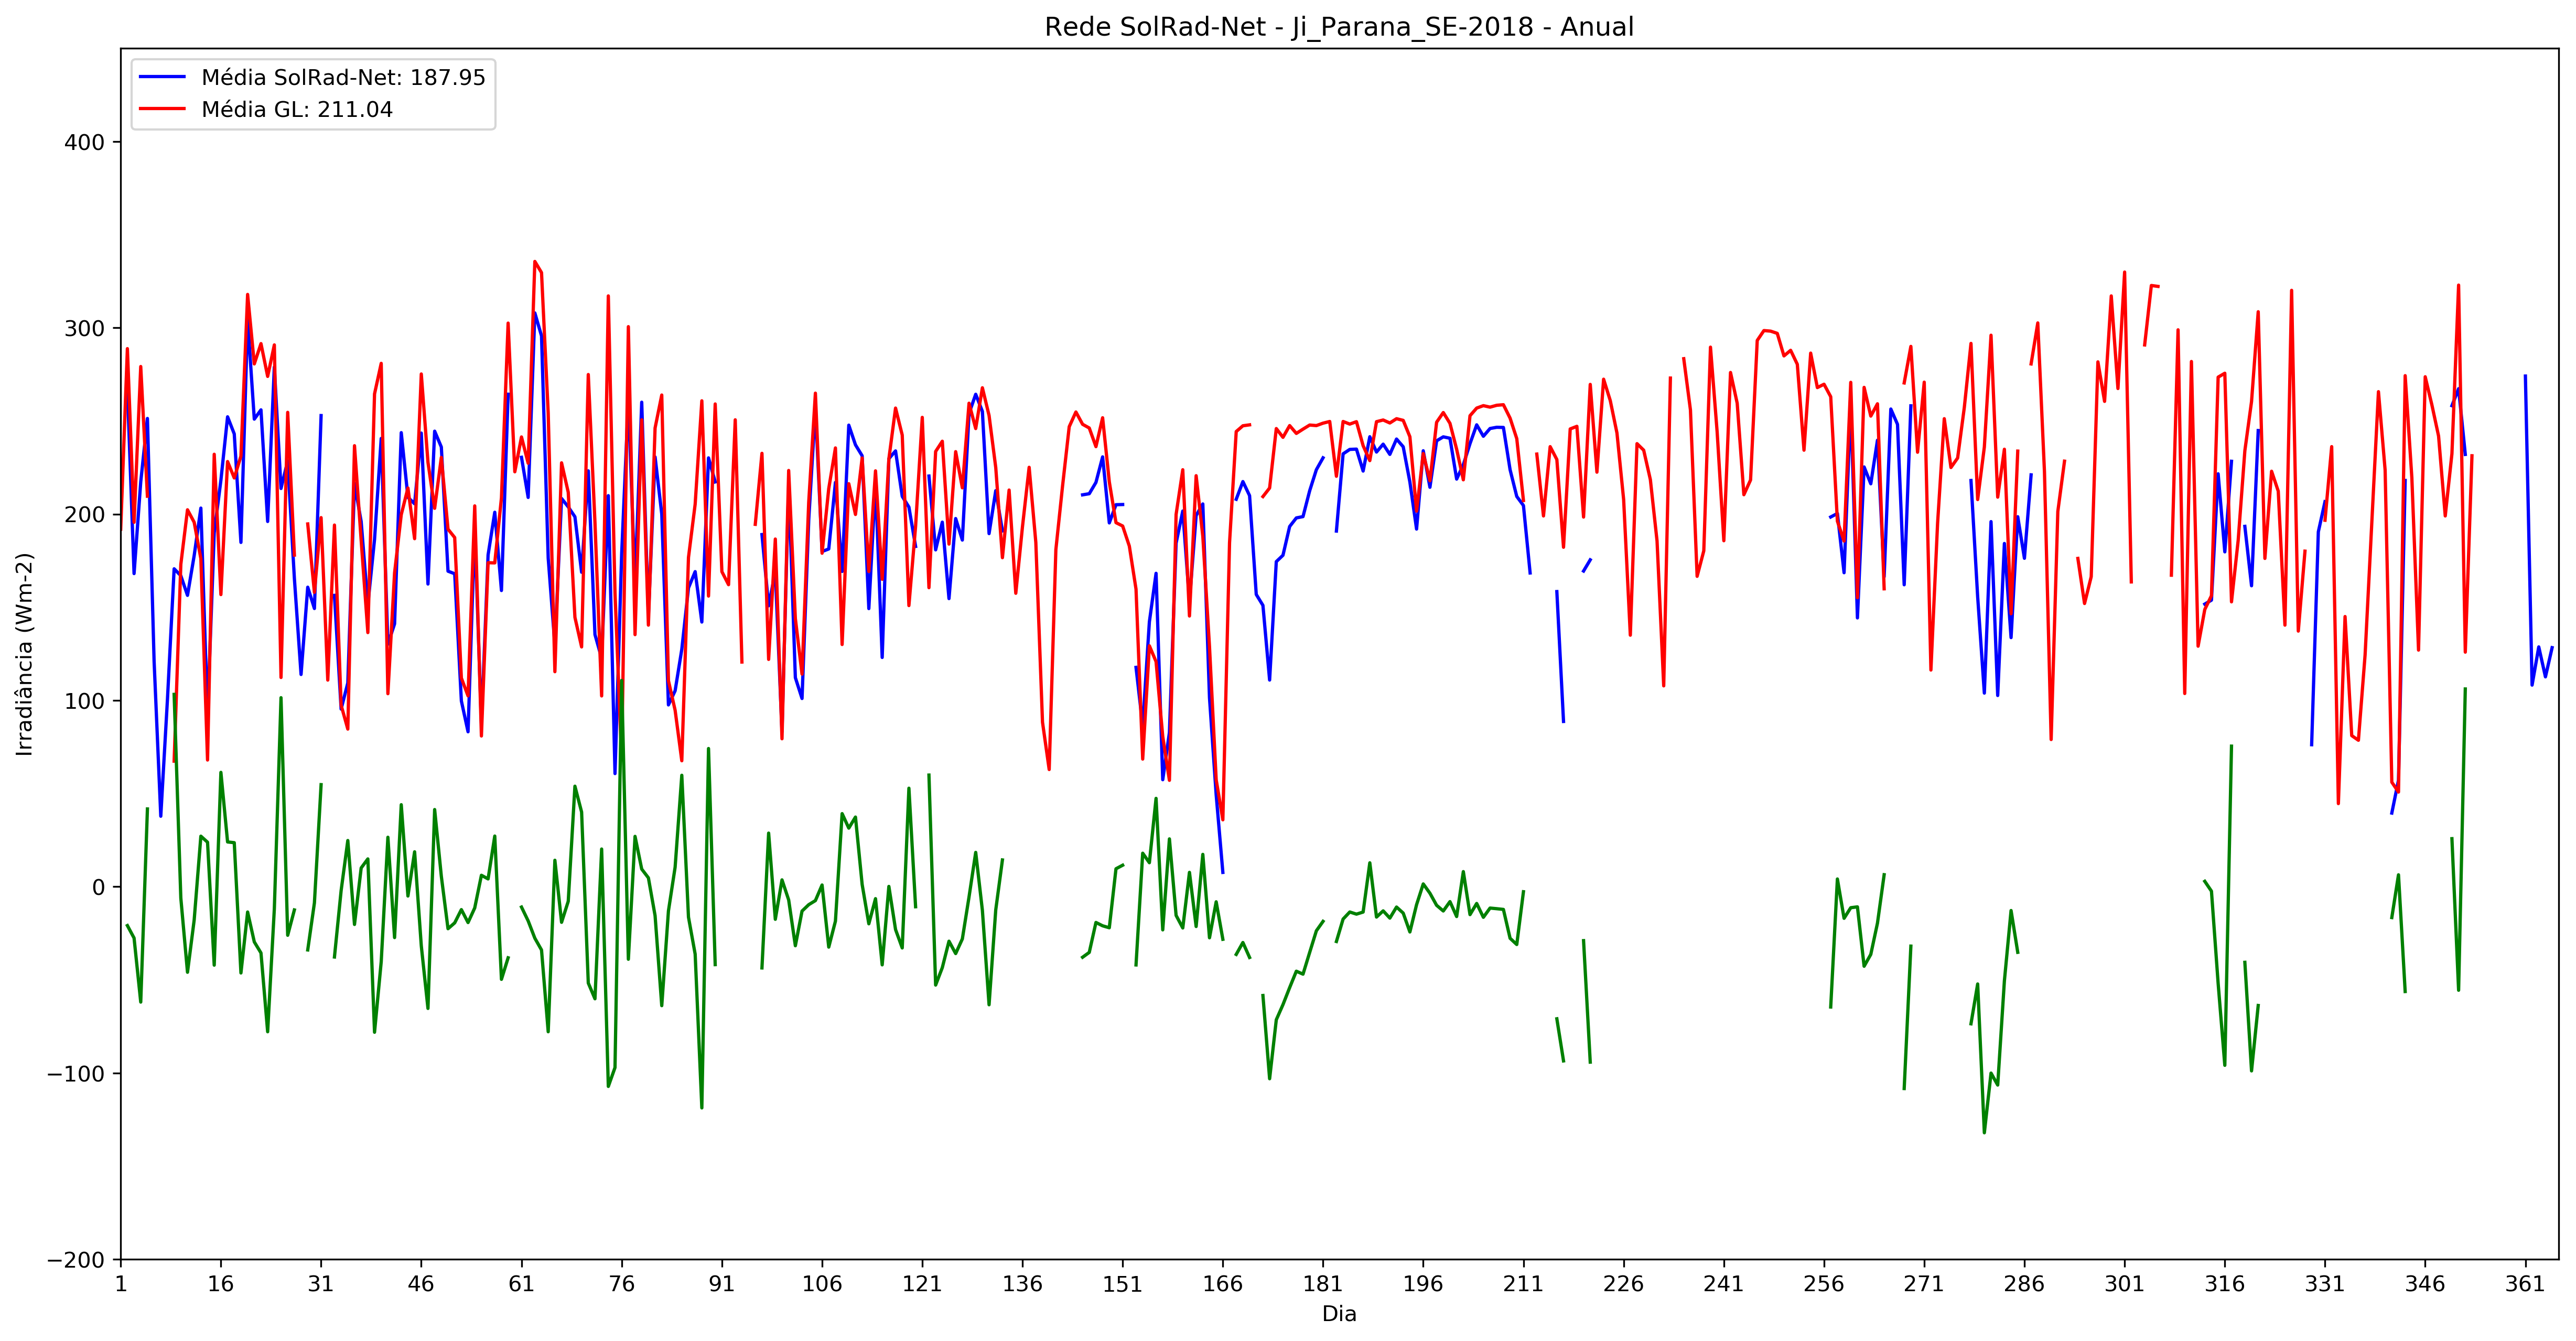 Rede SolRad-Net - Ji_Parana_SE-2018 - Anual
Média SolRad-Net: 187.95
Média GL: 211.04
Irradiância (Wm-2)
400
300
200
100
0
−100
−200
1 16 31 46 61 76 91 106 121 136 151 166 181 196 211 226 241 256 271 286 301 316 331 346 361
Dia